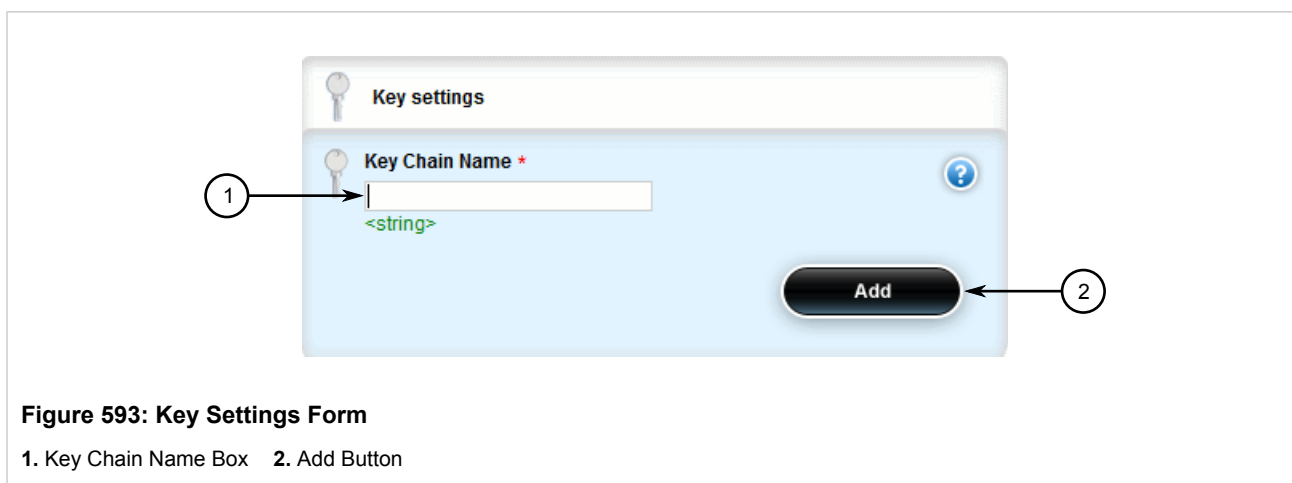 Key settings
Key Chain Name *
?
1
<string>
Add
2
Figure 593: Key Settings Form
1. Key Chain Name Box 2. Add Button